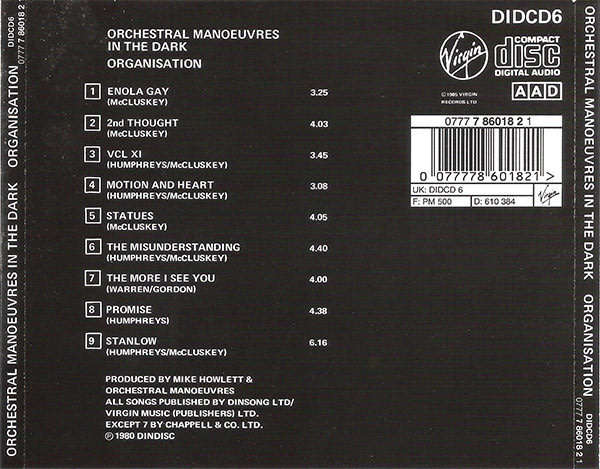 ORCHESTRAL MANOEUVRES IN THE DARK ORGANISATION DIDCD6 0777 7 86018 2 1
ORCHESTRAL MANOEUVRES
IN THE DARK
ORGANISATION
1 ENOLA GAY 3.25
(McCLUSKEY)
2 2nd THOUGHT 4.03
(McCLUSKEY)
3 VCL XI 3.45
(HUMPHREYS/McCLUSKEY)
4 MOTION AND HEART 3.08
(HUMPHREYS/McCLUSKEY)
5 STATUES 4.05
(HUMPHREYS/McCLUSKEY)
6 THE MISUNDERSTANDING 4.40
(HUMPHREYS/McCLUSKEY)
7 THE MORE I SEE YOU 4.00
(WARREN/GORDON)
8 PROMISE 4.38
(HUMPHREYS)
9 STANLOW 6.16
(HUMPHREYS/McCLUSKEY)
PRODUCED BY MIKE HOWLETT &
ORCHESTRAL MANOEUVRES
ALL SONGS PUBLISHED BY DINSONG LTD/
VIRGIN MUSIC (PUBLISHERS) LTD.
EXCEPT 7 BY CHAPPELL & CO. LTD.
℗ 1980 DINDISC
DIDCD6
Virgin
COMPACT
disc
DIGITAL AUDIO
© 1985 VIRGIN
RECORDS LTD
AAD
0777 7 86018 2 1
0 077778 601821 >
UK: DIDCD 6
F: PM 500 D: 610 384
Virgin
ORCHESTRAL MANOEUVRES IN THE DARK ORGANISATION DIDCD6 0777 7 86018 2 1